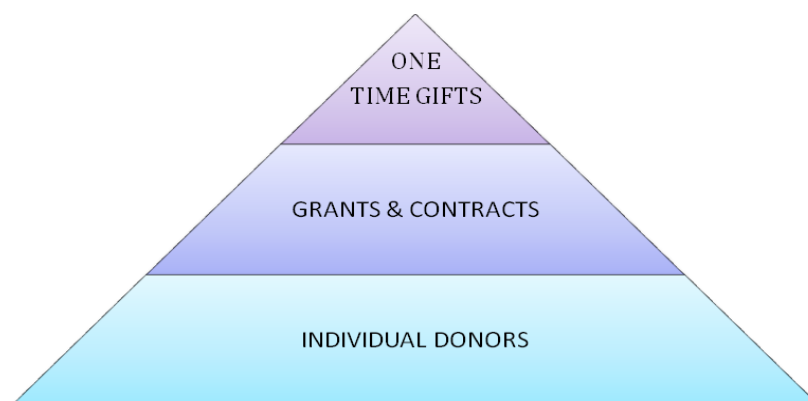 ONE
TIME GIFTS
GRANTS & CONTRACTS
INDIVIDUAL DONORS